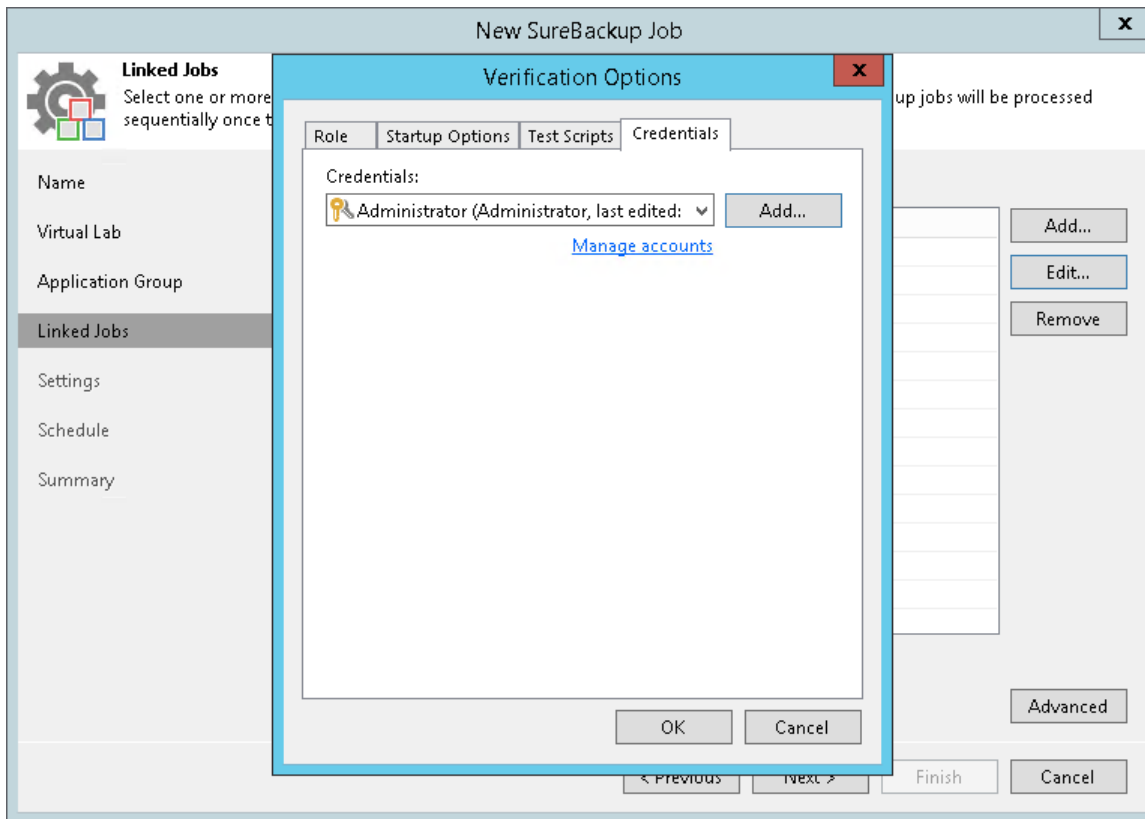 New SureBackup Job
x
Linked Jobs
Select one or more
up jobs will be processed
sequentially once t
Verification Options
x
Role
Startup Options
Test Scripts
Credentials
Credentials:
Administrator (Administrator, last edited:
Add...
Manage accounts
Name
Virtual Lab
Application Group
Linked Jobs
Settings
Schedule
Summary
Add...
Edit...
Remove
Advanced
OK
Cancel
< Previous
Next >
Finish
Cancel